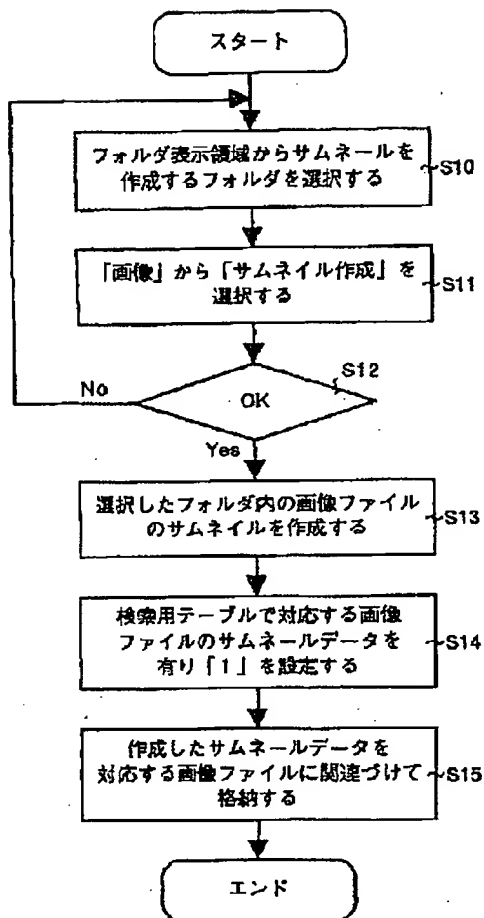 スタート
フォルダ表示領域からサムネールを
作成するフォルダを選択する
S10
「画像」から「サムネイル作成」を
選択する
S11
S12
No
OK
Yes
選択したフォルダ内の画像ファイル
のサムネイルを作成する
S13
検索用テーブルで対応する画像
ファイルのサムネールデータを
有り「1」を設定する
S14
作成したサムネールデータを
対応する画像ファイルに関連づけて
格納する
S15
エンド